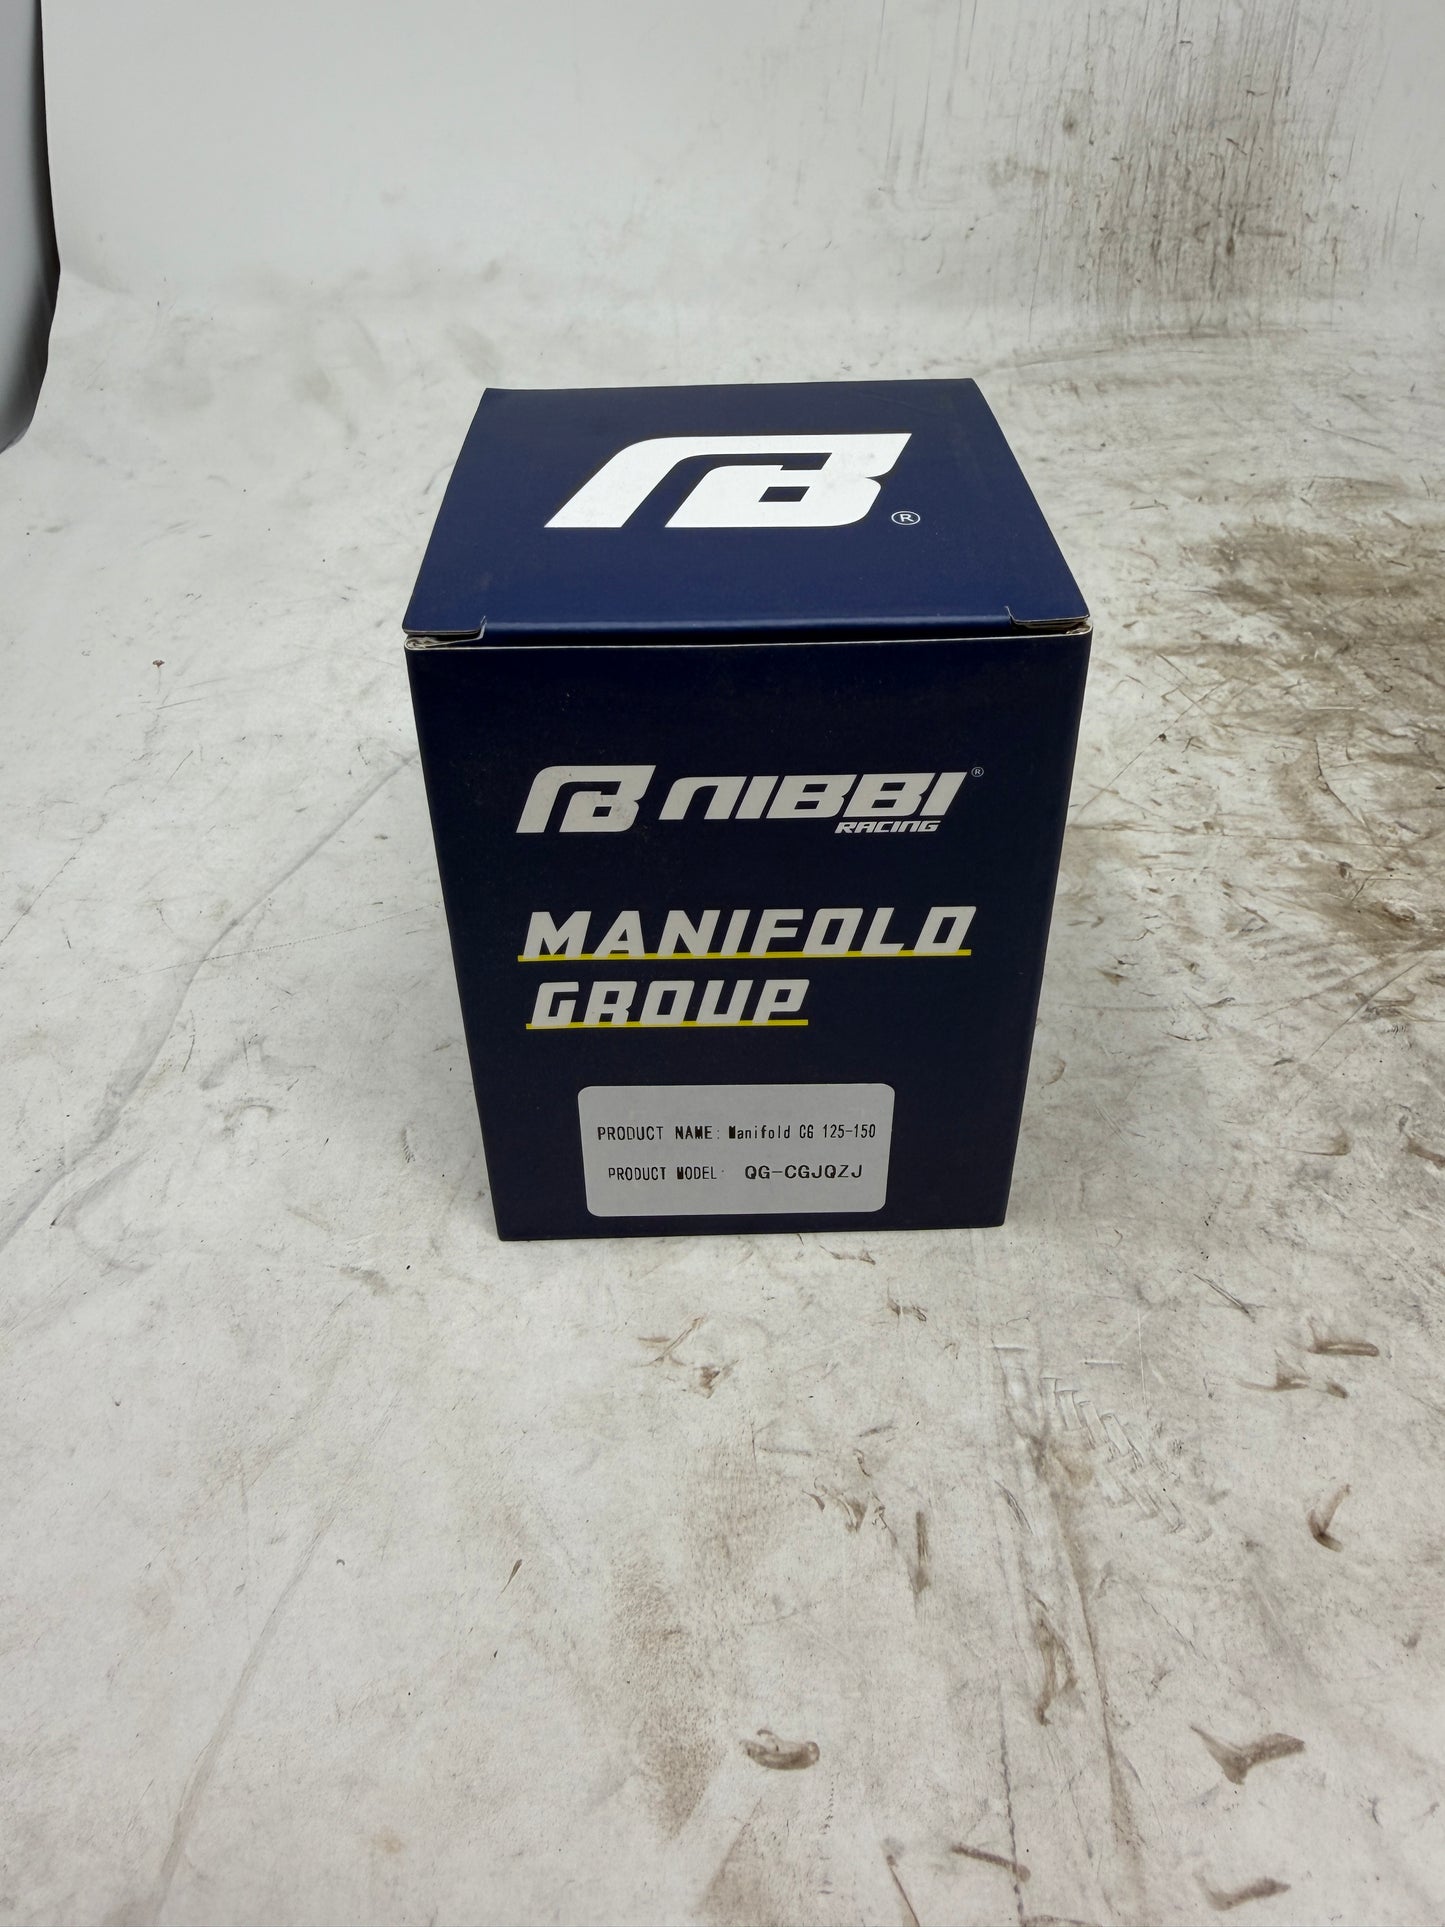 ®
NIBBI®
RACING
MANIFOLD
GROUP
PRODUCT NAME: Manifold CG 125-150
PRODUCT MODEL: QG-CGJQZJ